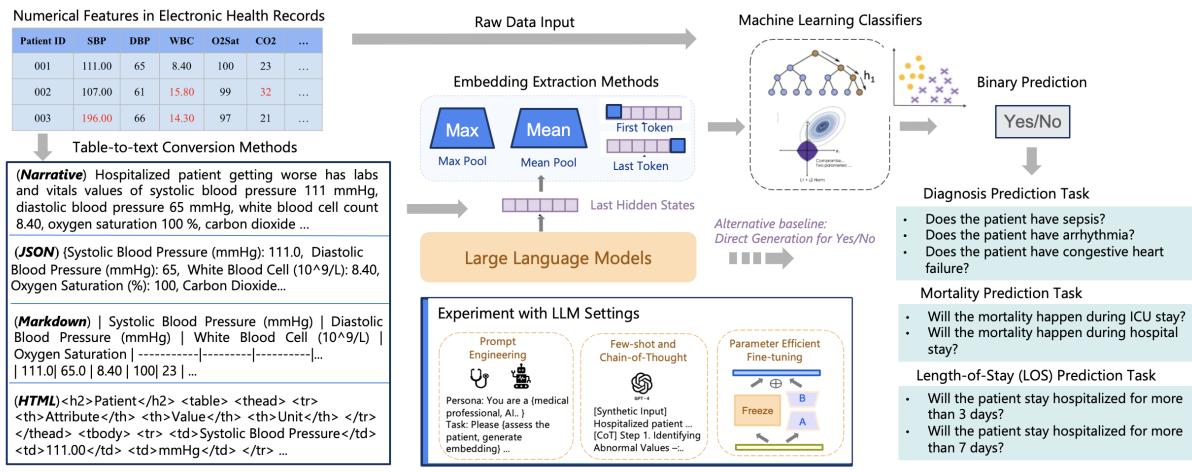 Numerical Features in Electronic Health Records
Patient ID SBP DBP WBC O2Sat CO2 ...
001 111.00 65 8.40 100 23 ...
002 107.00 61 15.80 99 32 ...
003 196.00 66 14.30 97 21 ...
Table-to-text Conversion Methods
(Narrative) Hospitalized patient getting worse has labs
and vitals values of systolic blood pressure 111 mmHg,
diastolic blood pressure 65 mmHg, white blood cell count
8.40, oxygen saturation 100 %, carbon dioxide ...
(JSON) {Systolic Blood Pressure (mmHg): 111.0, Diastolic
Blood Pressure (mmHg): 65, White Blood Cell (10^9/L): 8.40,
Oxygen Saturation (%): 100, Carbon Dioxide...
(Markdown) | Systolic Blood Pressure (mmHg) | Diastolic
Blood Pressure (mmHg) | White Blood Cell (10^9/L) |
Oxygen Saturation | -----------|---------|----------|...
| 111.0| 65.0 | 8.40 | 100| 23 | ...
(HTML)<h2>Patient</h2> <table> <thead> <tr>
<th>Attribute</th> <th>Value</th> <th>Unit</th> </tr>
</thead> <tbody> <tr> <td>Systolic Blood Pressure</td>
<td>111.00</td> <td>mmHg</td> </tr> ...
Raw Data Input
Embedding Extraction Methods
Max
Max Pool
Mean
Mean Pool
First Token
Last Token
Last Hidden States
Large Language Models
Alternative baseline:
Direct Generation for Yes/No
Experiment with LLM Settings
Prompt
Engineering
Persona: You are a {medical
professional, AI.. }
Task: Please {assess the
patient, generate
embedding} ...
Few-shot and
Chain-of-Thought
GPT-4
[Synthetic Input]
Hospitalized patient ...
[CoT] Step 1. Identifying
Abnormal Values –:..
Parameter Efficient
Fine-tuning
Freeze
B
A
Machine Learning Classifiers
h1
Compromise...
Two parameters ...
L1 + L2 Norm
Binary Prediction
Yes/No
Diagnosis Prediction Task
• Does the patient have sepsis?
• Does the patient have arrhythmia?
• Does the patient have congestive heart
failure?
Mortality Prediction Task
• Will the mortality happen during ICU stay?
• Will the mortality happen during hospital
stay?
Length-of-Stay (LOS) Prediction Task
• Will the patient stay hospitalized for more
than 3 days?
• Will the patient stay hospitalized for more
than 7 days?